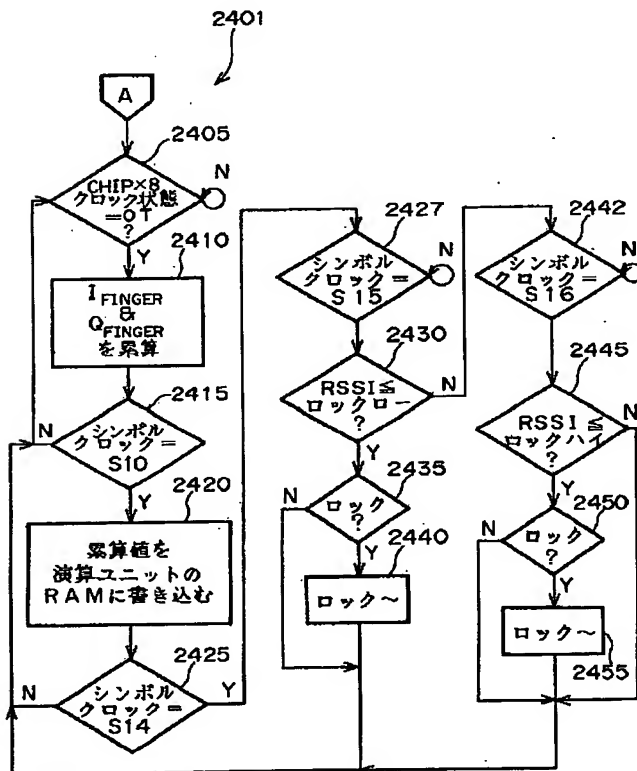 2401
A
2405
CHIP×8
クロック状態
=0T
?
N
Y
2410
I FINGER
&
Q FINGER
を累算
2415
シンボル
クロック=
S10
N
Y
2420
累算値を
演算ユニットの
RAMに書き込む
2425
シンボル
クロック=
S14
N
Y
2427
シンボル
クロック=
S15
N
2430
RSSI≦
ロックロー
?
N
Y
2435
ロック
?
N
Y
2440
ロック~
2442
シンボル
クロック=
S16
N
2445
RSSI≦
ロックハイ
?
N
Y
2450
ロック
?
N
Y
ロック~
2455